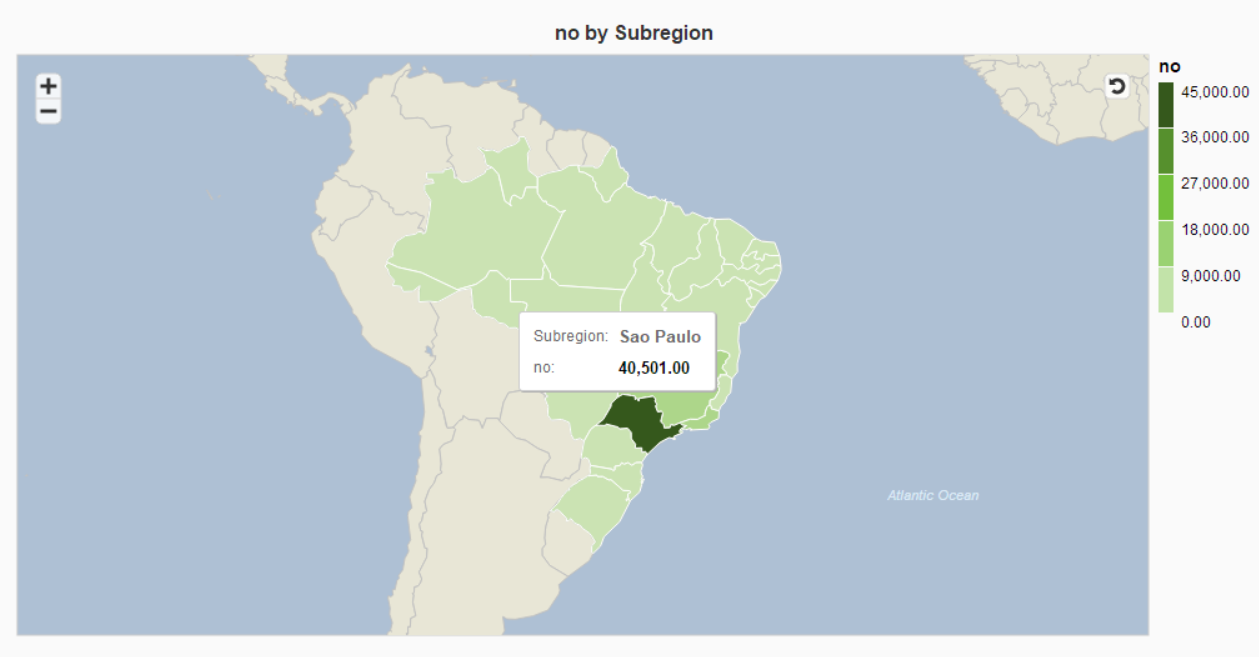 no by Subregion
no
45,000.00
36,000.00
27,000.00
18,000.00
9,000.00
0.00
Subregion: Sao Paulo
no: 40,501.00
Atlantic Ocean